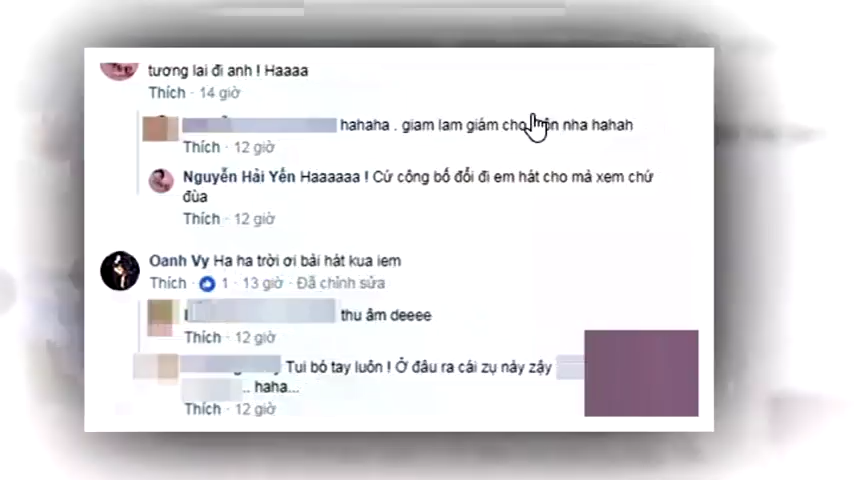 tương lai đi anh ! Haaaa
Thích · 14 giờ
hahaha . giam lam giám cho nha hahah
Thích · 12 giờ
Nguyễn Hải Yến Haaaaaa ! Cứ công bố đổi đi em hát cho mà xem chứ
đùa
Thích · 12 giờ
Oanh Vy Ha ha trời ơi bài hát kua iem
Thích · 1 · 13 giờ · Đã chỉnh sửa
thu âm deeee
Thích · 12 giờ
Tui bó tay luôn ! Ở đâu ra cái zụ này zậy
.. haha...
Thích · 12 giờ